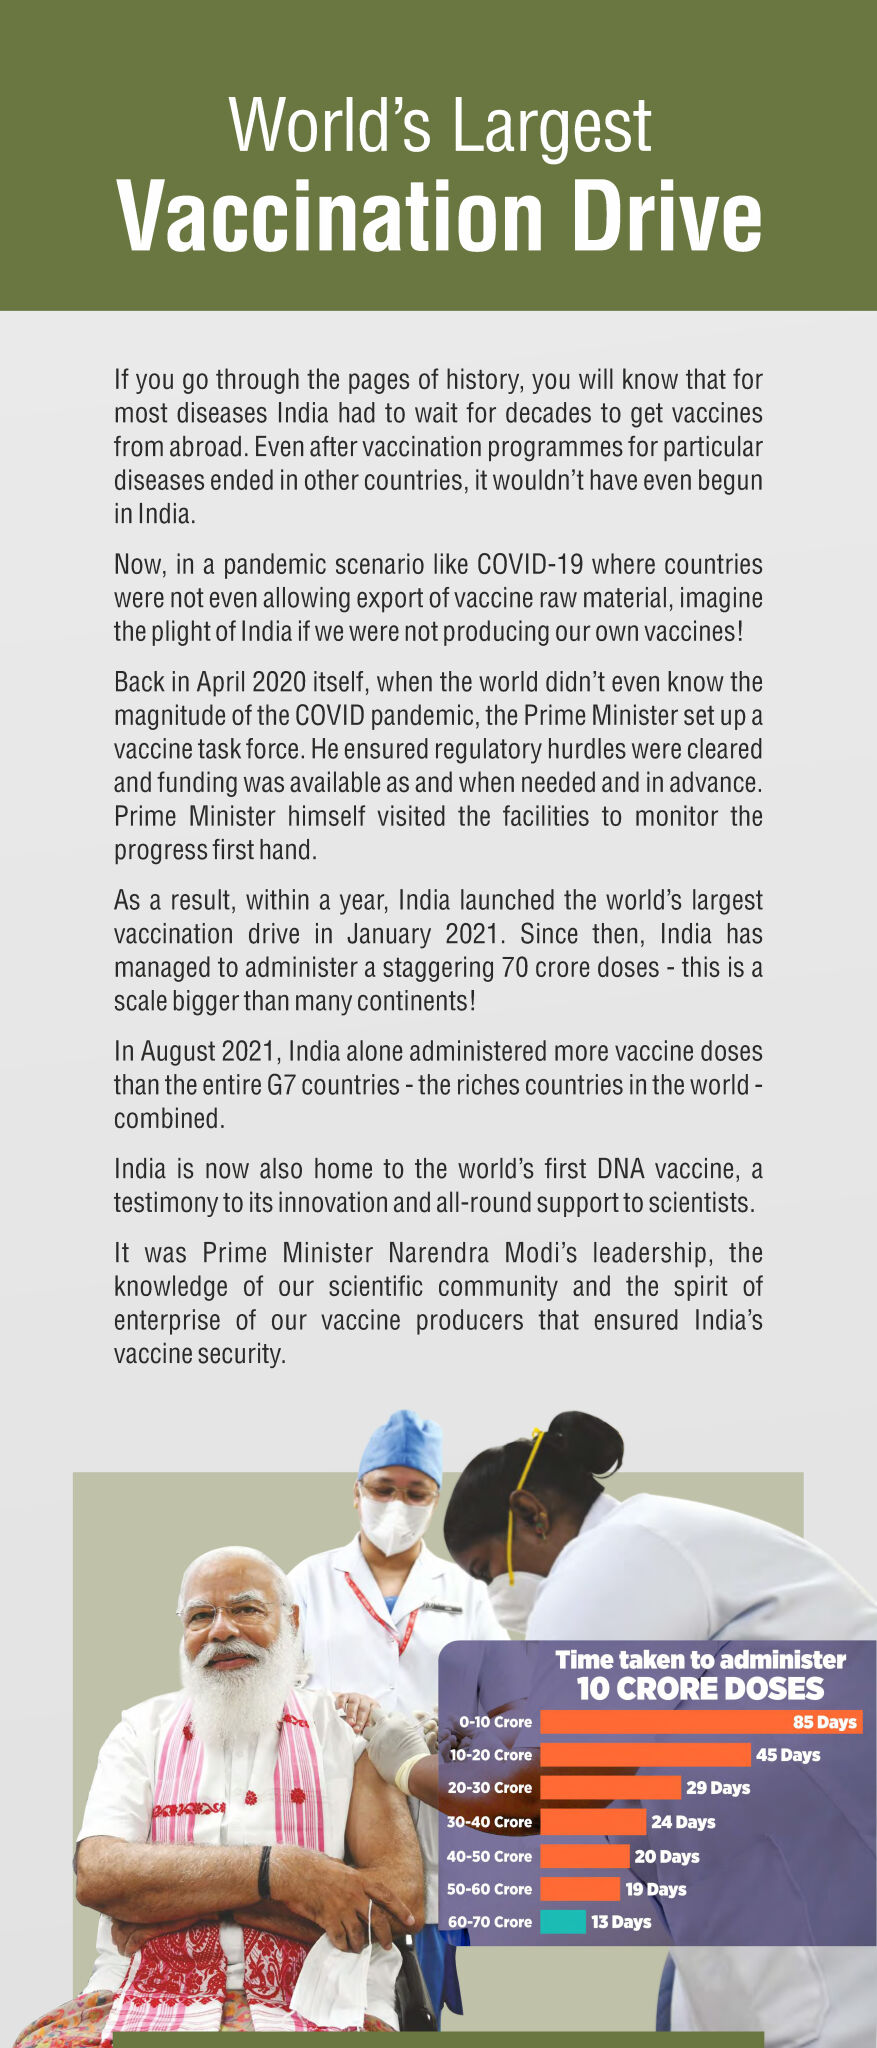 World’s Largest
Vaccination Drive
If you go through the pages of history, you will know that for
most diseases India had to wait for decades to get vaccines
from abroad. Even after vaccination programmes for particular
diseases ended in other countries, it wouldn’t have even begun
in India.
Now, in a pandemic scenario like COVID-19 where countries
were not even allowing export of vaccine raw material, imagine
the plight of India if we were not producing our own vaccines!
Back in April 2020 itself, when the world didn’t even know the
magnitude of the COVID pandemic, the Prime Minister set up a
vaccine task force. He ensured regulatory hurdles were cleared
and funding was available as and when needed and in advance.
Prime Minister himself visited the facilities to monitor the
progress first hand.
As a result, within a year, India launched the world’s largest
vaccination drive in January 2021. Since then, India has
managed to administer a staggering 70 crore doses - this is a
scale bigger than many continents!
In August 2021, India alone administered more vaccine doses
than the entire G7 countries - the riches countries in the world -
combined.
India is now also home to the world’s first DNA vaccine, a
testimony to its innovation and all-round support to scientists.
It was Prime Minister Narendra Modi’s leadership, the
knowledge of our scientific community and the spirit of
enterprise of our vaccine producers that ensured India’s
vaccine security.
Time taken to administer
10 CRORE DOSES
0-10 Crore 85 Days
10-20 Crore 45 Days
20-30 Crore 29 Days
30-40 Crore 24 Days
40-50 Crore 20 Days
50-60 Crore 19 Days
60-70 Crore 13 Days